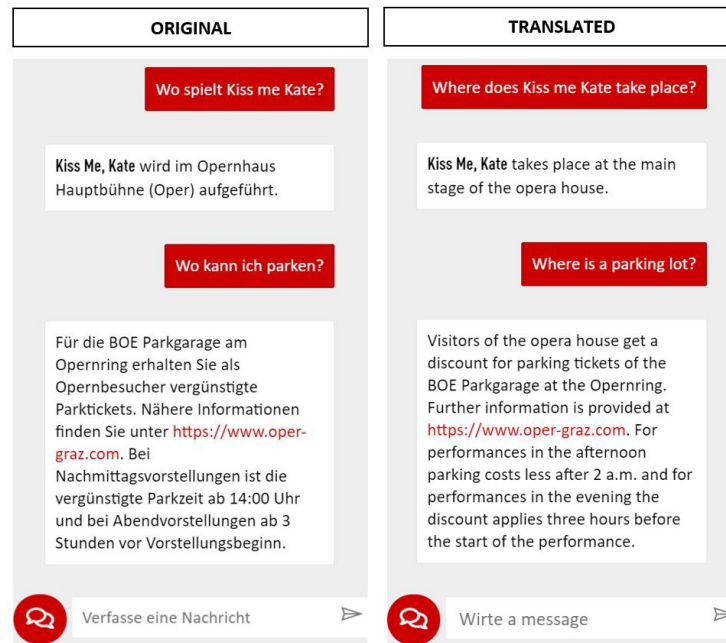 ORIGINAL
Wo spielt Kiss me Kate?
Kiss Me, Kate wird im Opernhaus
Hauptbühne (Oper) aufgeführt.
Wo kann ich parken?
Für die BOE Parkgarage am
Opernring erhalten Sie als
Opernbesucher vergünstigte
Parktickets. Nähere Informationen
finden Sie unter https://www.oper-
graz.com. Bei
Nachmittagsvorstellungen ist die
vergünstigte Parkzeit ab 14:00 Uhr
und bei Abendvorstellungen ab 3
Stunden vor Vorstellungsbeginn.
Verfasse eine Nachricht
TRANSLATED
Where does Kiss me Kate take place?
Kiss Me, Kate takes place at the main
stage of the opera house.
Where is a parking lot?
Visitors of the opera house get a
discount for parking tickets of the
BOE Parkgarage at the Opernring.
Further information is provided at
https://www.oper-graz.com. For
performances in the afternoon
parking costs less after 2 a.m. and for
performances in the evening the
discount applies three hours before
the start of the performance.
Wirte a message